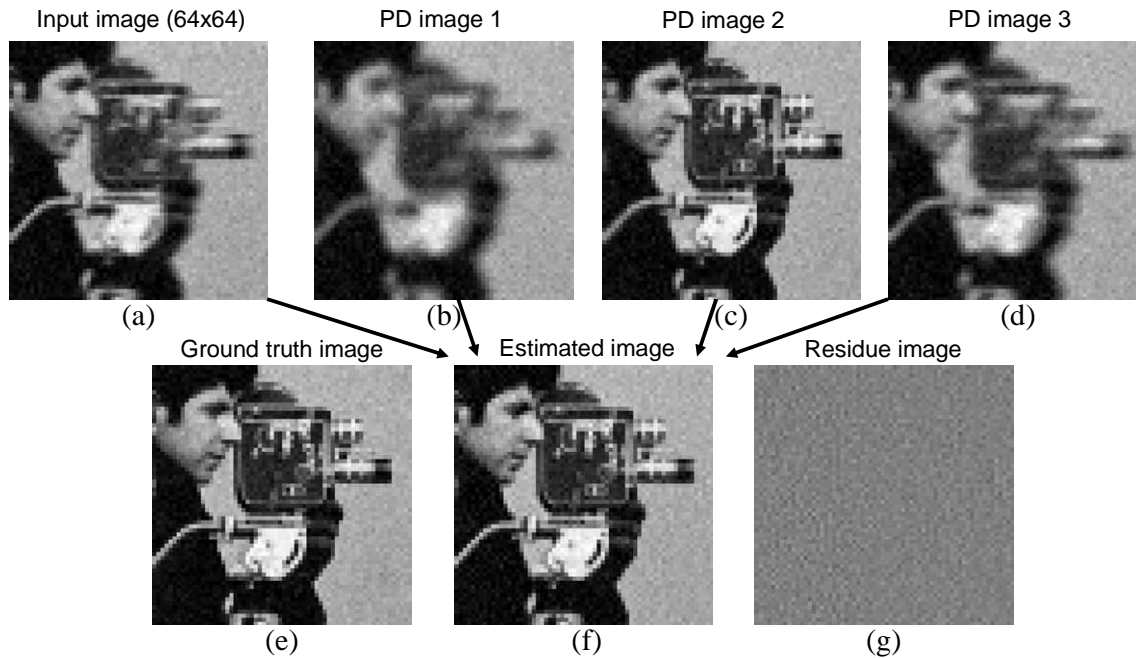 Input image (64x64)
PD image 1
PD image 2
PD image 3
(a)
(b)
(c)
(d)
Ground truth image
Estimated image
Residue image
(e)
(f)
(g)